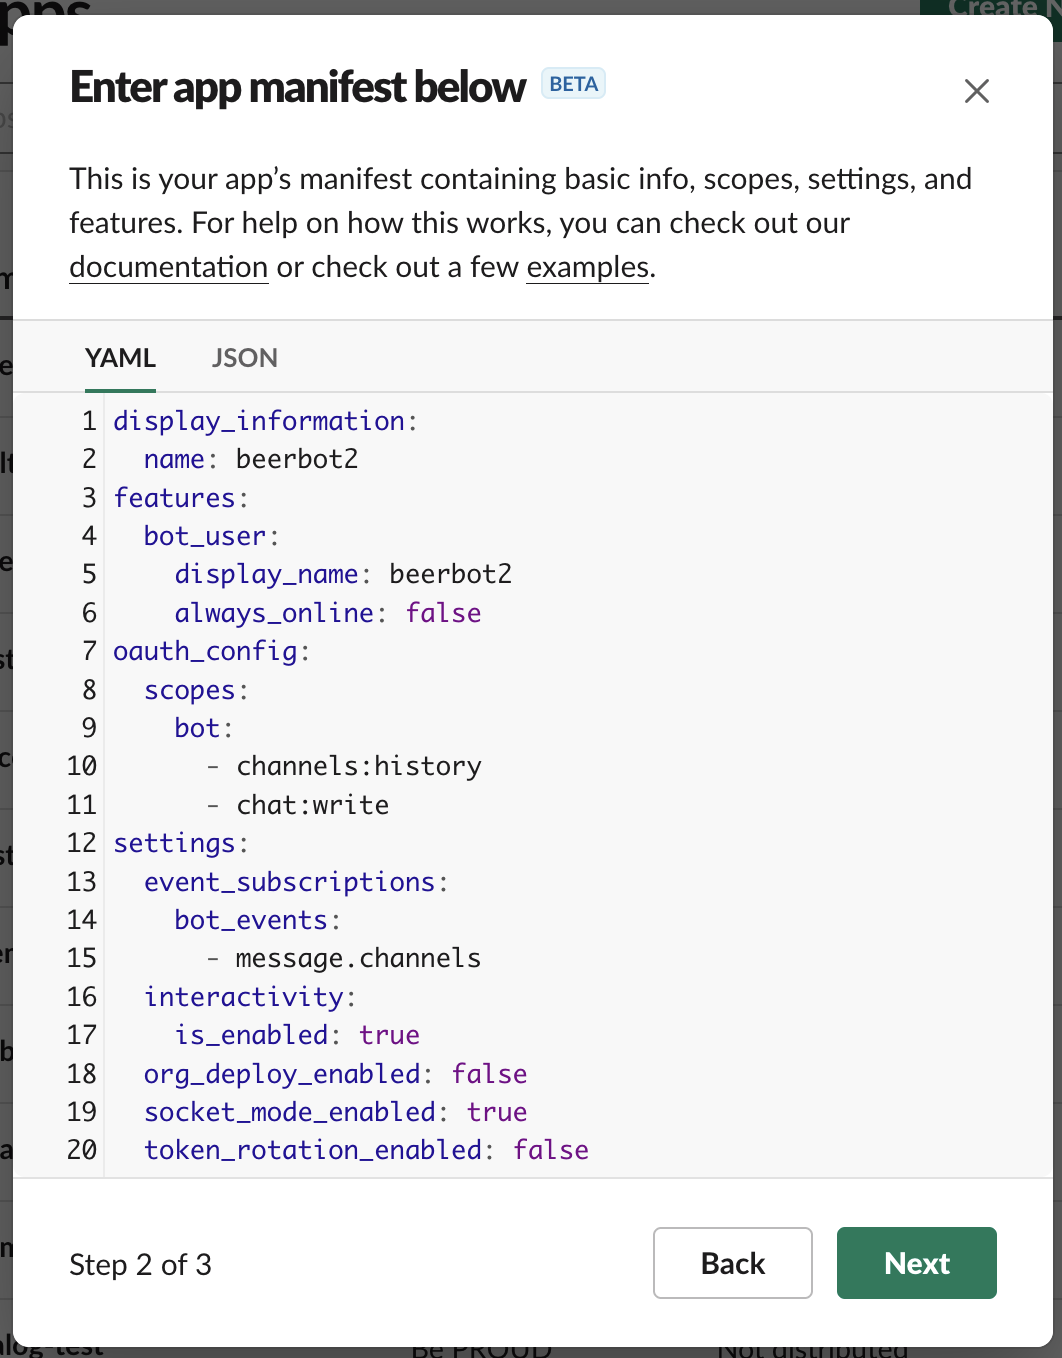 Enter app manifest below BETA
This is your app's manifest containing basic info, scopes, settings, and
features. For help on how this works, you can check out our
documentation or check out a few examples.
YAML JSON
1 display_information:
2   name: beerbot2
3 features:
4   bot_user:
5     display_name: beerbot2
6     always_online: false
7 oauth_config:
8   scopes:
9     bot:
10       - channels:history
11       - chat:write
12 settings:
13   event_subscriptions:
14     bot_events:
15       - message.channels
16   interactivity:
17     is_enabled: true
18   org_deploy_enabled: false
19   socket_mode_enabled: true
20   token_rotation_enabled: false
Step 2 of 3 Back Next
Be PROUD Not distributed